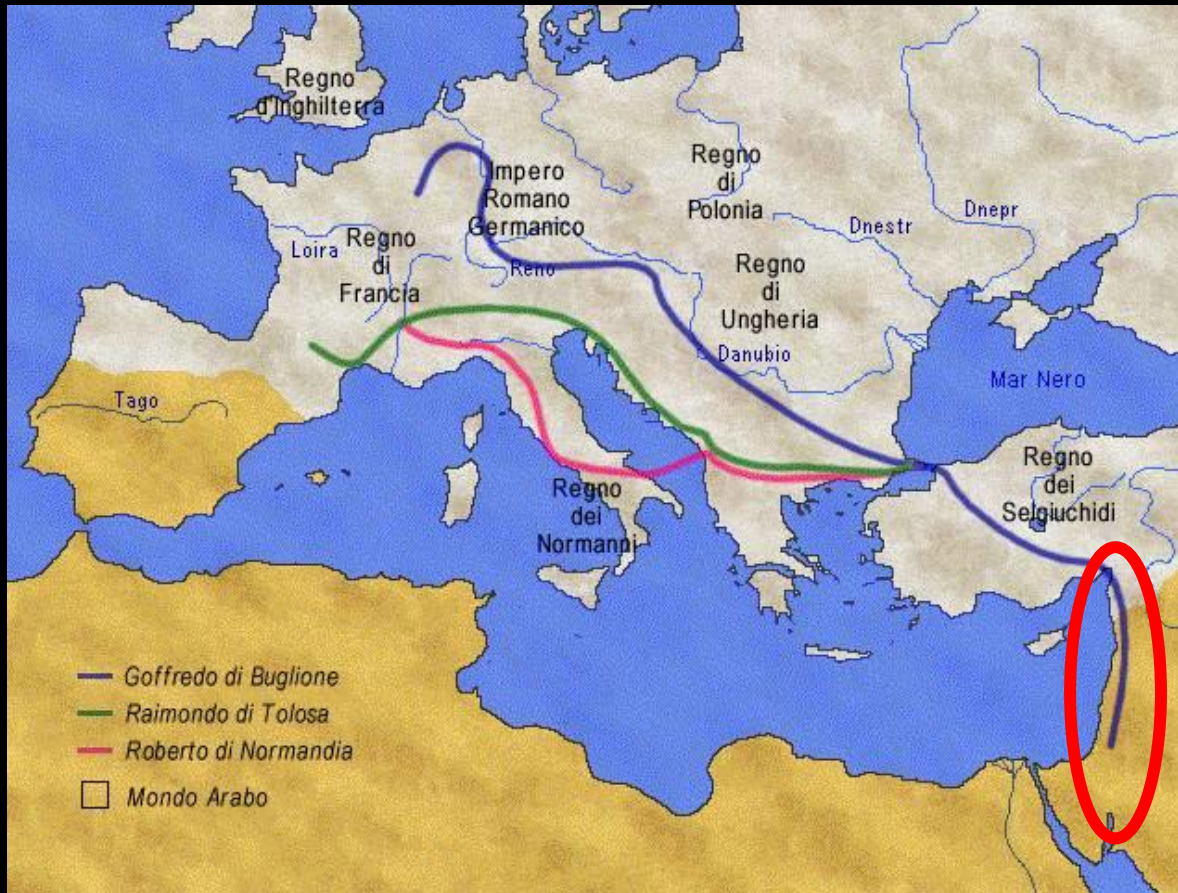 Regno
d'Inghilterra
Impero
Romano
Germanico
Regno
di
Polonia
Dnepr
Dnestr
Loira
Regno
di
Francia
Reno
Regno
di
Ungheria
Danubio
Mar Nero
Tago
Regno
dei
Selgiuchidi
Regno
dei
Normanni
Goffredo di Buglione
Raimondo di Tolosa
Roberto di Normandia
Mondo Arabo